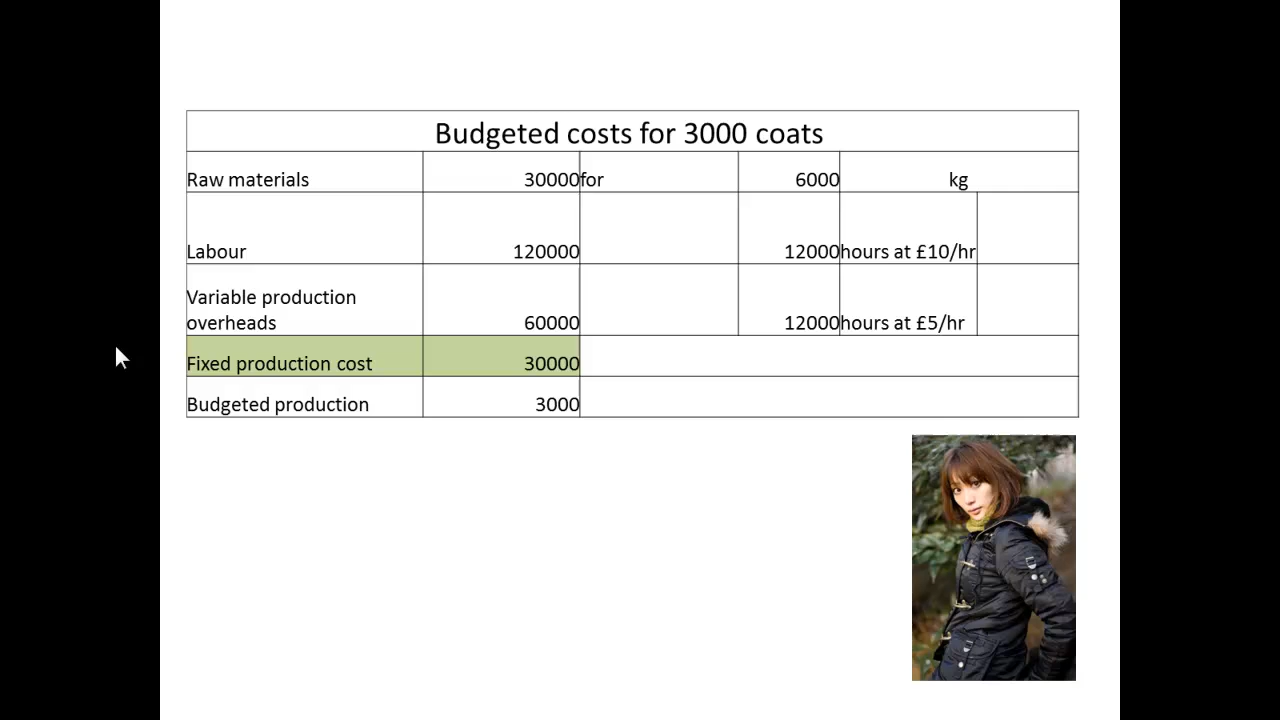 Budgeted costs for 3000 coats
Raw materials 30000 for 6000 kg
Labour 120000 12000 hours at £10/hr
Variable production
overheads 60000 12000 hours at £5/hr
Fixed production cost 30000
Budgeted production 3000